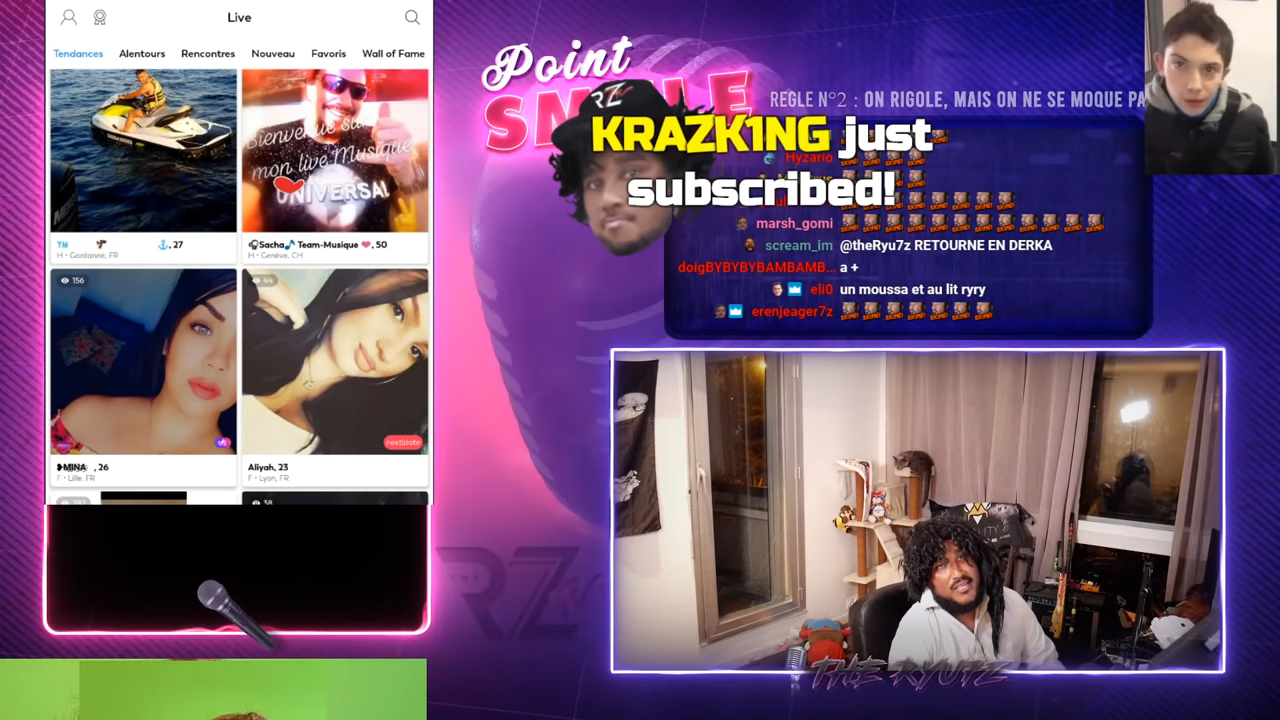 Live
Tendances Alentours Rencontres Nouveau Favoris Wall of Fame
Bienvenue sur
mon live Musique
UNIVERSAL
TM , 27
H • Gardanne, FR
Sacha Team-Musique , 50
H • Genève, CH
156
44
nextdate
MINA , 26
F • Lille, FR
Aliyah, 23
F • Lyon, FR
38
Point
SMILE
REGLE N°2 : ON RIGOLE, MAIS ON NE SE MOQUE PA
KRAZK1NG just
subscribed!
Hyzario
marsh_gomi
scream_im @theRyu7z RETOURNE EN DERKA
doigBYBYBYBAMBAMB... a +
eli0 un moussa et au lit ryry
erenjeager7z
RZ
THE RYU7Z